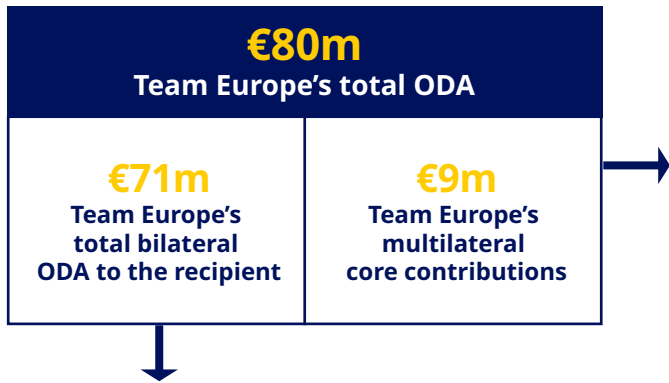 €80m
Team Europe's total ODA
€71m
Team Europe's
total bilateral
ODA to the recipient
€9m
Team Europe's
multilateral
core contributions